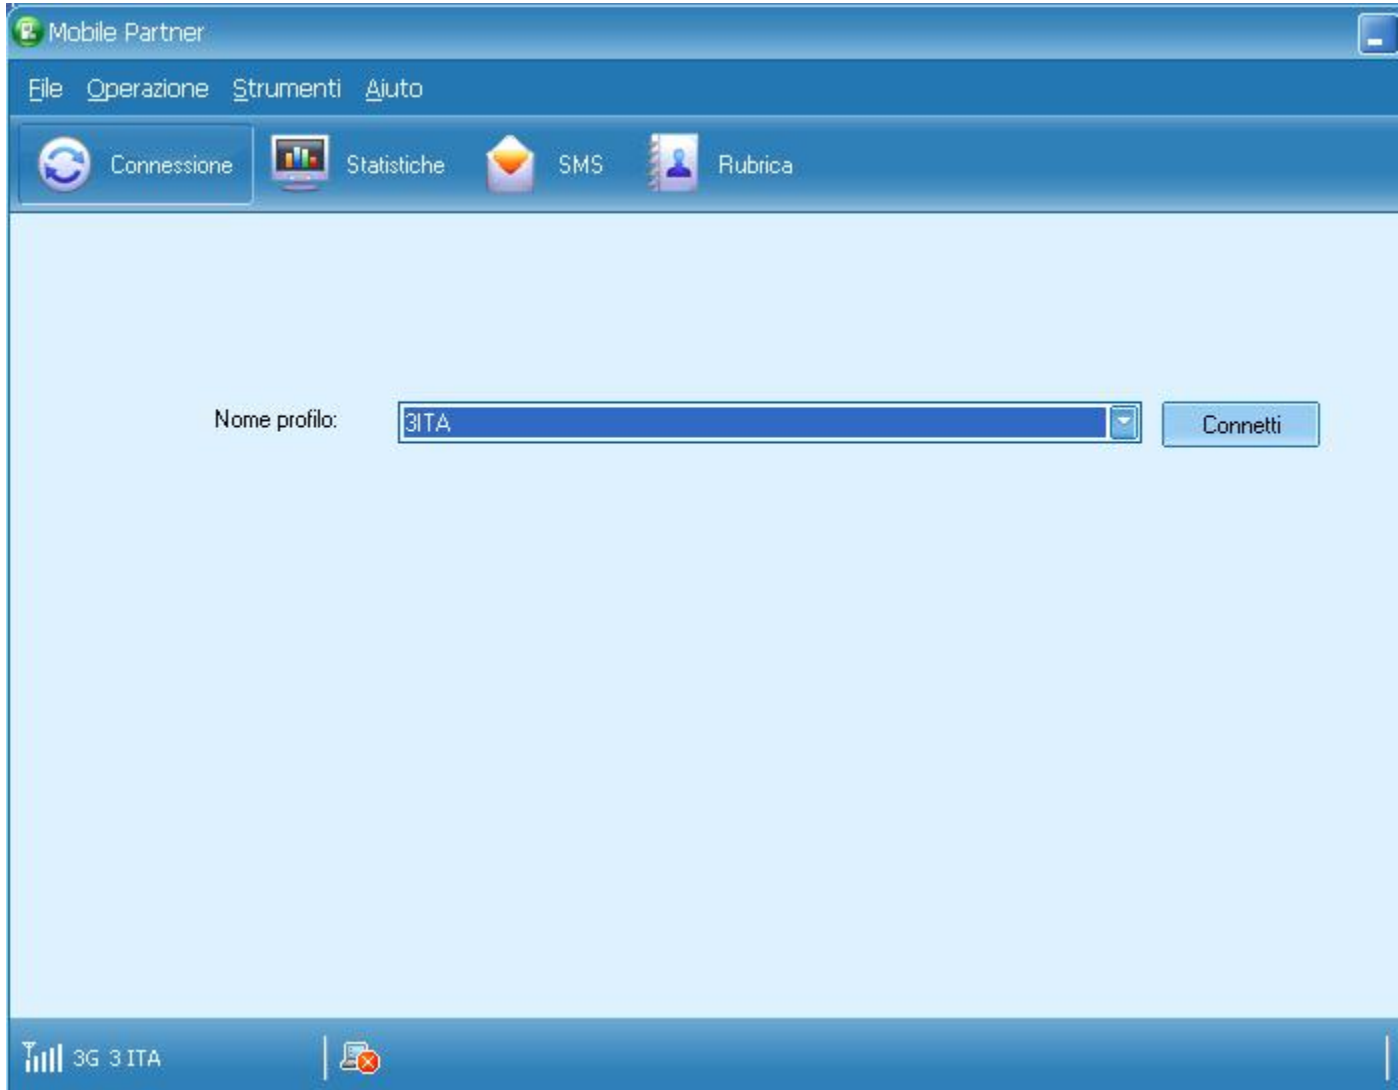 Mobile Partner
File Operazione Strumenti Aiuto
Connessione Statistiche SMS Rubrica
Nome profilo: 3ITA Connetti
3G 3 ITA